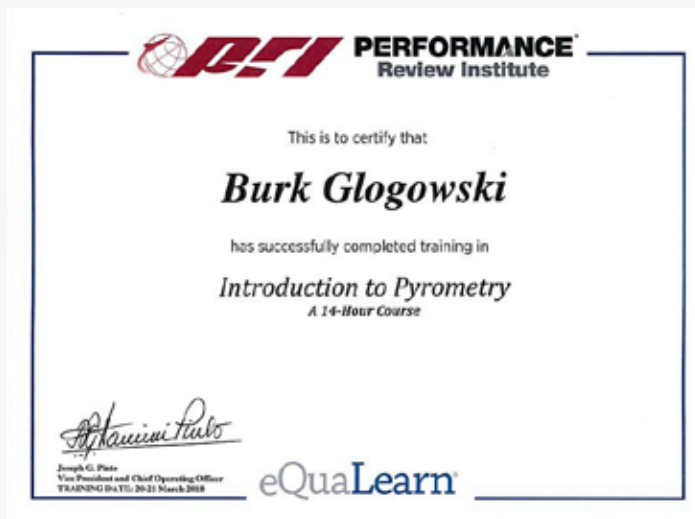 PRI PERFORMANCE
Review Institute
This is to certify that
Burk Glogowski
has successfully completed training in
Introduction to Pyrometry
A 14-Hour Course
Joseph G. Pinto
Vice President and Chief Operating Officer
TRAINING DATE: 20-21 March 2018
eQuaLearn